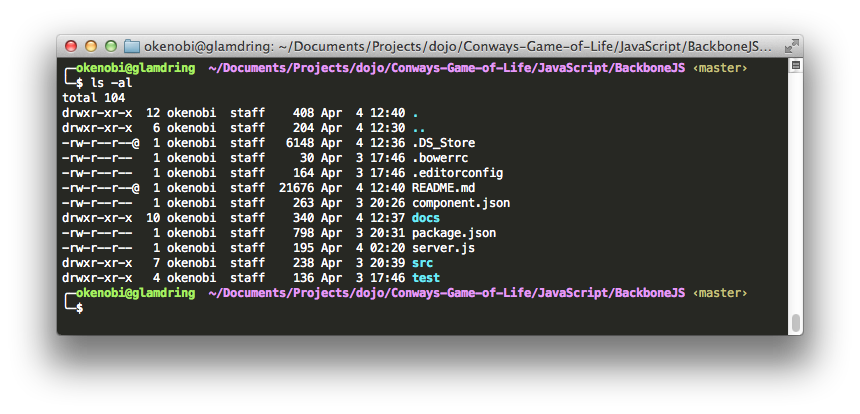 okenobi@glamdring: ~/Documents/Projects/dojo/Conways-Game-of-Life/JavaScript/BackboneJS...
╭─okenobi@glamdring  ~/Documents/Projects/dojo/Conways-Game-of-Life/JavaScript/BackboneJS ‹master›
╰─$ ls -al
total 104
drwxr-xr-x  12 okenobi  staff    408 Apr  4 12:40 .
drwxr-xr-x   6 okenobi  staff    204 Apr  4 12:30 ..
-rw-r--r--@  1 okenobi  staff   6148 Apr  4 12:36 .DS_Store
-rw-r--r--   1 okenobi  staff     30 Apr  3 17:46 .bowerrc
-rw-r--r--   1 okenobi  staff    164 Apr  3 17:46 .editorconfig
-rw-r--r--@  1 okenobi  staff  21676 Apr  4 12:40 README.md
-rw-r--r--   1 okenobi  staff    263 Apr  3 20:26 component.json
drwxr-xr-x  10 okenobi  staff    340 Apr  4 12:37 docs
-rw-r--r--   1 okenobi  staff    798 Apr  3 20:31 package.json
-rw-r--r--   1 okenobi  staff    195 Apr  4 02:20 server.js
drwxr-xr-x   7 okenobi  staff    238 Apr  3 20:39 src
drwxr-xr-x   4 okenobi  staff    136 Apr  3 17:46 test
╭─okenobi@glamdring  ~/Documents/Projects/dojo/Conways-Game-of-Life/JavaScript/BackboneJS ‹master›
╰─$